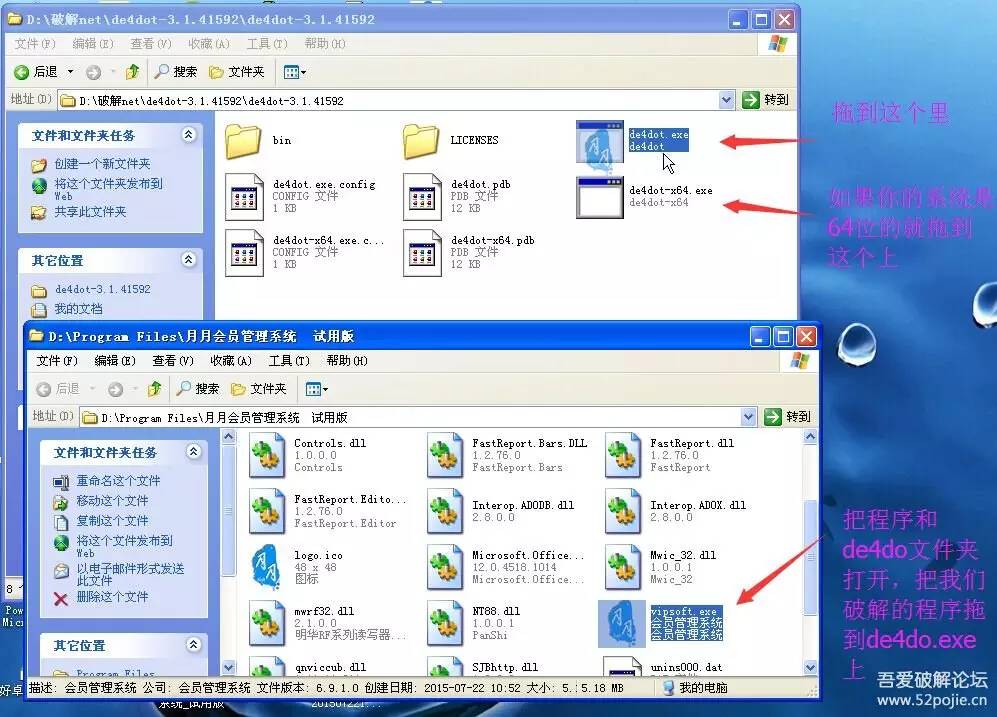 D:\破解net\de4dot-3.1.41592\de4dot-3.1.41592
文件(F) 编辑(E) 查看(V) 收藏(A) 工具(T) 帮助(H)
后退 搜索 文件夹
地址(D) D:\破解net\de4dot-3.1.41592\de4dot-3.1.41592 转到
文件和文件夹任务
创建一个新文件夹
将这个文件夹发布到
Web
共享此文件夹
其它位置
de4dot-3.1.41592
我的文档
bin
LICENSES
de4dot.exe
de4dot
de4dot.exe.config
CONFIG 文件
1 KB
de4dot.pdb
PDB 文件
12 KB
de4dot-x64.exe
de4dot-x64
de4dot-x64.exe.c...
CONFIG 文件
1 KB
de4dot-x64.pdb
PDB 文件
12 KB
拖到这个里
如果你的系统是
64位的就拖到
这个上
D:\Program Files\月月会员管理系统 试用版
文件(F) 编辑(E) 查看(V) 收藏(A) 工具(T) 帮助(H)
后退 搜索 文件夹
地址(D) D:\Program Files\月月会员管理系统 试用版 转到
文件和文件夹任务
重命名这个文件
移动这个文件
复制这个文件
将这个文件发布到
Web
以电子邮件形式发送
此文件
删除这个文件
其它位置
Program Files
Controls.dll
1.0.0.0
Controls
FastReport.Bars.DLL
1.2.76.0
FastReport.Bars
FastReport.dll
1.2.76.0
FastReport
FastReport.Edito...
1.2.76.0
FastReport.Editor
Interop.ADODB.dll
2.8.0.0
Interop.ADOX.dll
2.8.0.0
logo.ico
48 x 48
图标
Microsoft.Office...
12.0.4518.1014
Microsoft.Office...
Mwic_32.dll
1.0.0.1
Mwic_32
mwrf32.dll
2.1.0.0
明华RF系列读写器...
NT88.dll
1.0.0.1
PanShi
vipsoft.exe
会员管理系统
会员管理系统
qnviccub.dll
SJBhttp.dll
unins000.dat
把程序和
de4do文件夹
打开，把我们
破解的程序拖
到de4do.exe
上
描述: 会员管理系统 公司: 会员管理系统 文件版本: 6.9.1.0 创建日期: 2015-07-22 10:52 大小: 5. 5.18 MB 我的电脑
8
Pow
Micr
好卓
系统_试用版
吾爱破解论坛
www.52pojie.cn